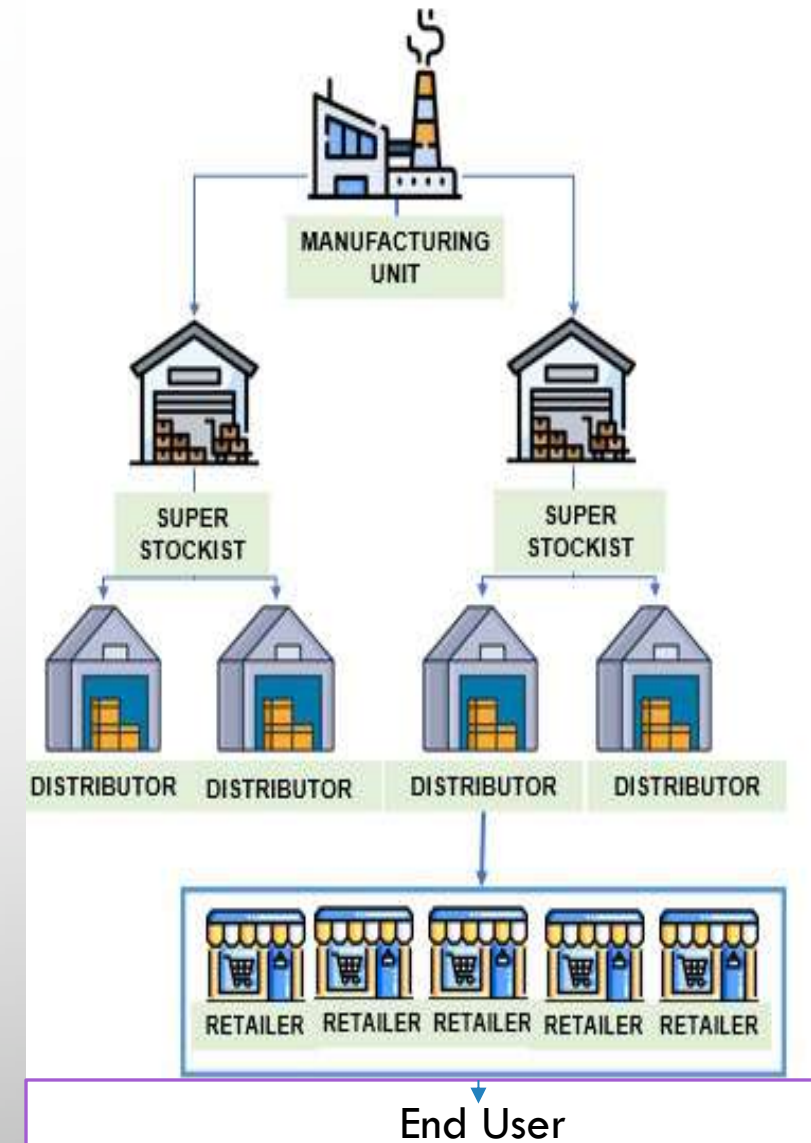 MANUFACTURING
UNIT
SUPER
STOCKIST
SUPER
STOCKIST
DISTRIBUTOR
DISTRIBUTOR
DISTRIBUTOR
DISTRIBUTOR
RETAILER
RETAILER
RETAILER
RETAILER
RETAILER
End User